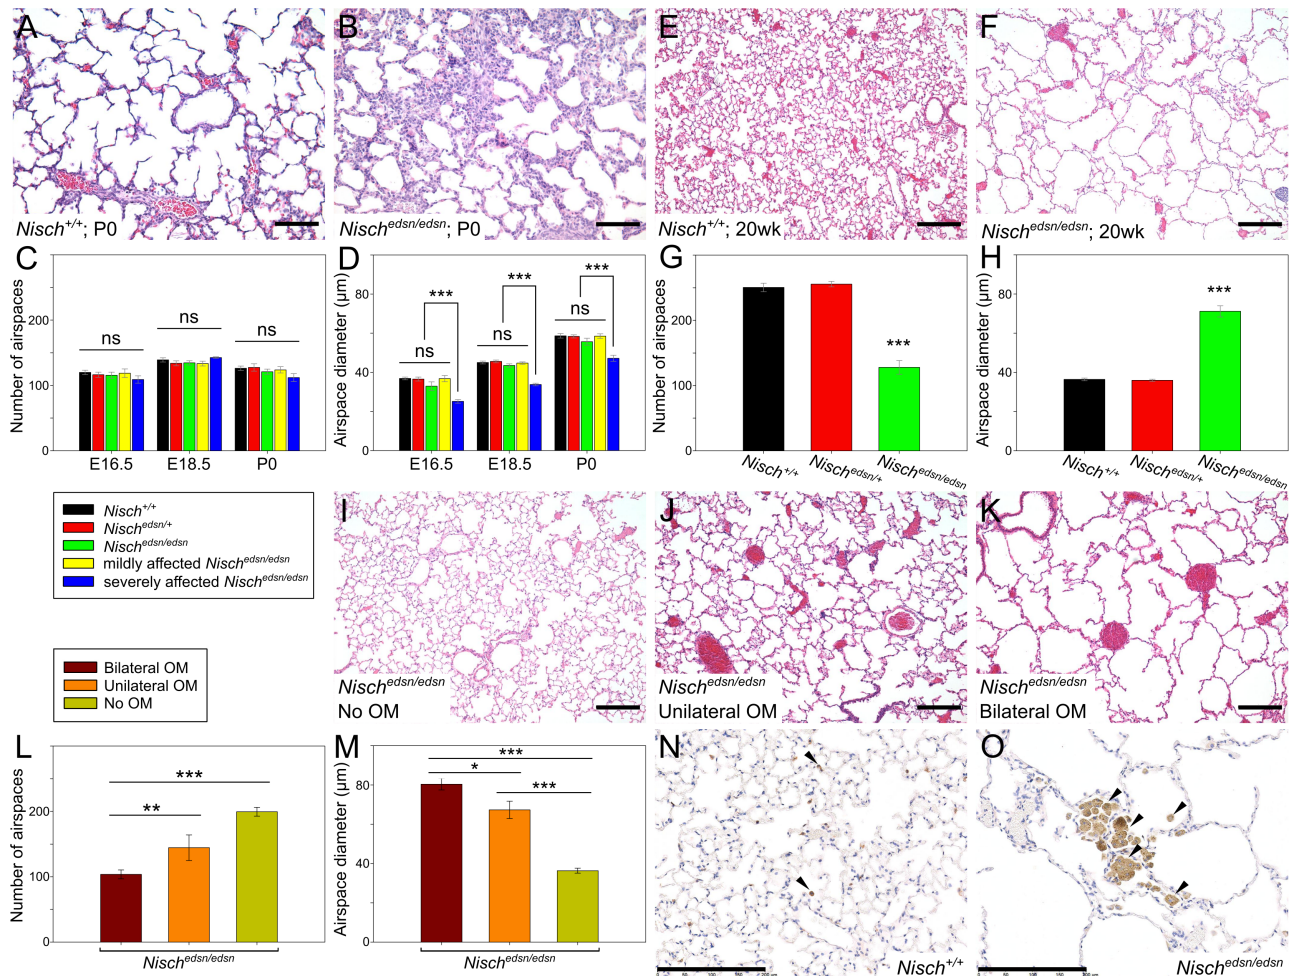 A
Nisch+/+; P0
B
Nischedsn/edsn; P0
E
Nisch+/+; 20wk
F
Nischedsn/edsn; 20wk
C
Number of airspaces
200
100
0
ns
ns
ns
E16.5
E18.5
P0
D
Airspace diameter (µm)
80
40
0
***
***
***
ns
ns
ns
E16.5
E18.5
P0
G
Number of airspaces
200
100
0
***
Nisch+/+
Nischedsn/+
Nischedsn/edsn
H
Airspace diameter (µm)
80
40
0
***
Nisch+/+
Nischedsn/+
Nischedsn/edsn
Nisch+/+
Nischedsn/+
Nischedsn/edsn
mildly affected Nischedsn/edsn
severely affected Nischedsn/edsn
Bilateral OM
Unilateral OM
No OM
I
Nischedsn/edsn
No OM
J
Nischedsn/edsn
Unilateral OM
K
Nischedsn/edsn
Bilateral OM
L
Number of airspaces
200
100
0
***
**
Nischedsn/edsn
M
Airspace diameter (µm)
80
40
0
***
*
***
Nischedsn/edsn
N
Nisch+/+
O
Nischedsn/edsn